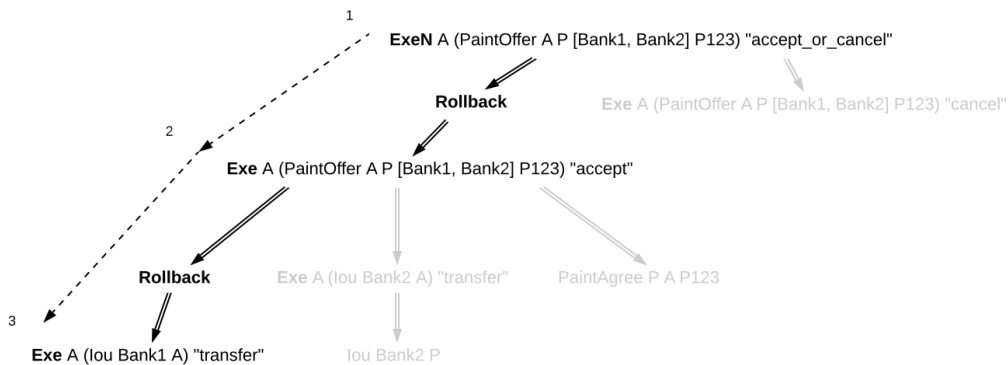 1
ExeN A (PaintOffer A P [Bank1, Bank2] P123) "accept_or_cancel"
Rollback
Exe A (PaintOffer A P [Bank1, Bank2] P123) "cancel"
2
Exe A (PaintOffer A P [Bank1, Bank2] P123) "accept"
Rollback
Exe A (Iou Bank2 A) "transfer"
PaintAgree P A P123
3
Exe A (Iou Bank1 A) "transfer"
Iou Bank2 P